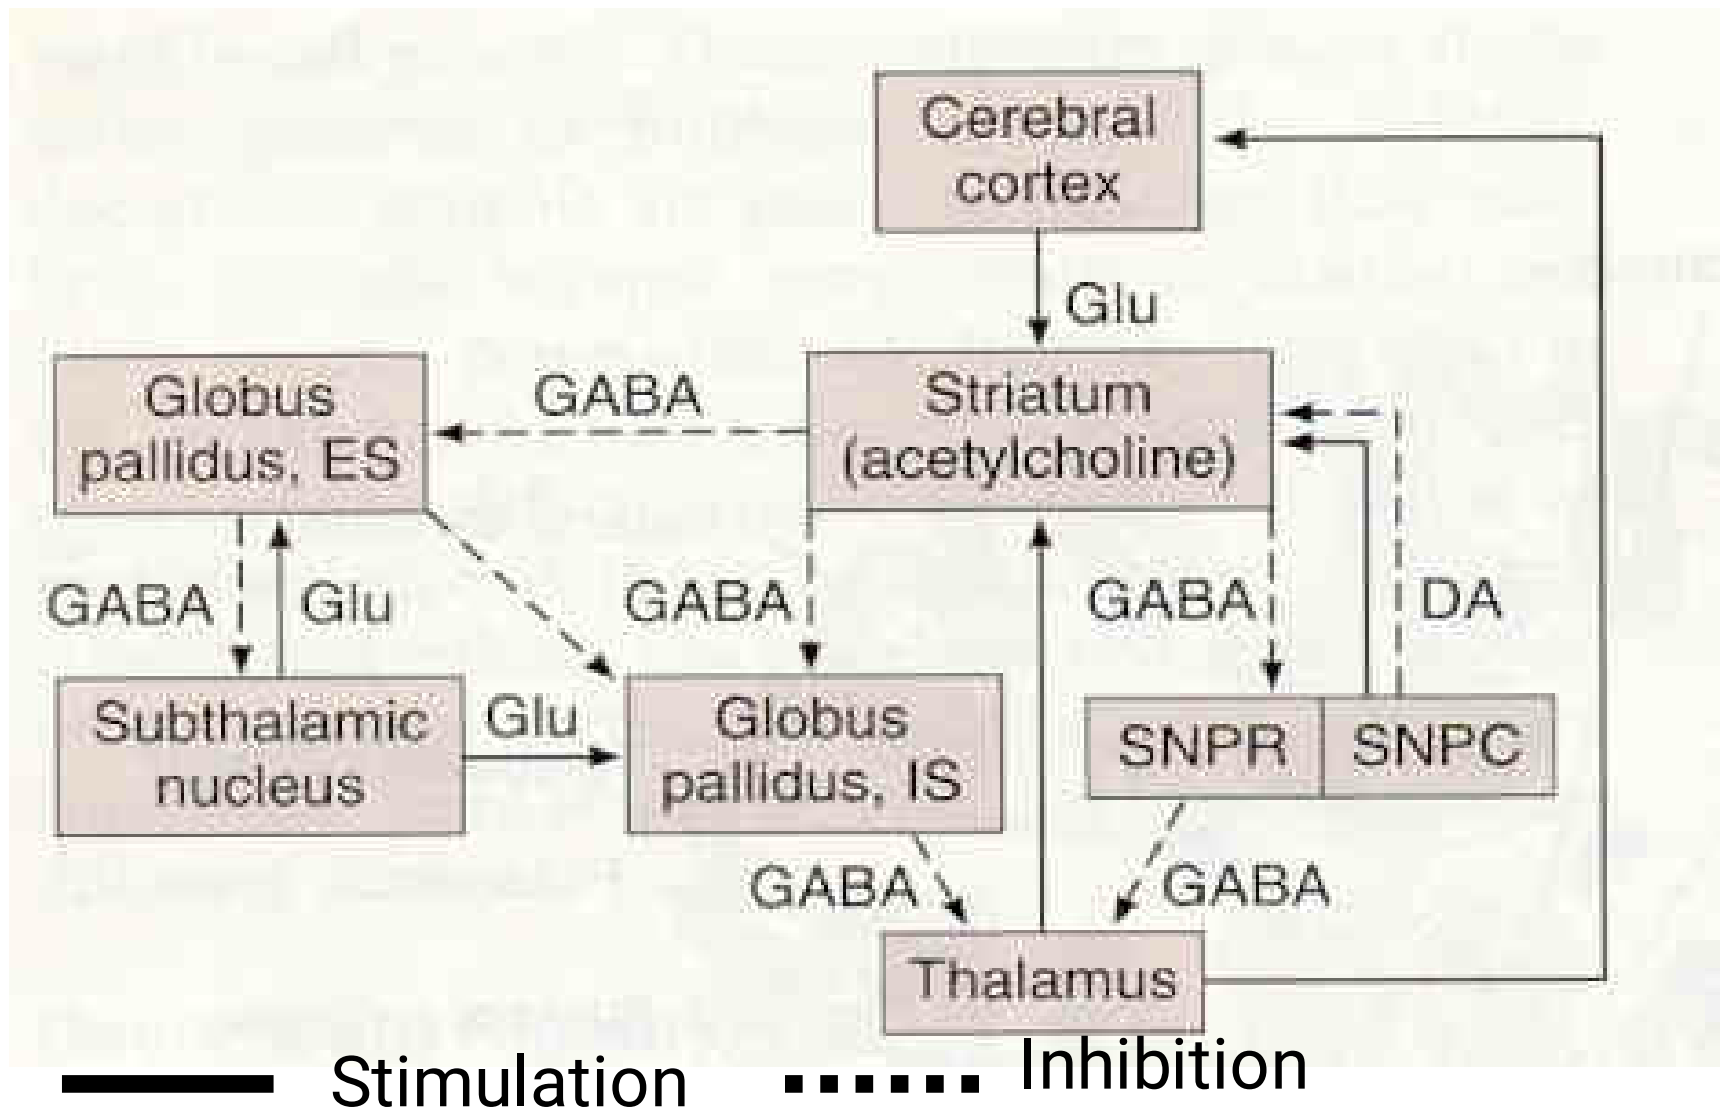 Cerebral
cortex
Glu
Globus
pallidus, ES
GABA
Striatum
(acetylcholine)
GABA
Glu
GABA
GABA
DA
Subthalamic
nucleus
Glu
Globus
pallidus, IS
SNPR
SNPC
GABA
GABA
Thalamus
Stimulation
Inhibition